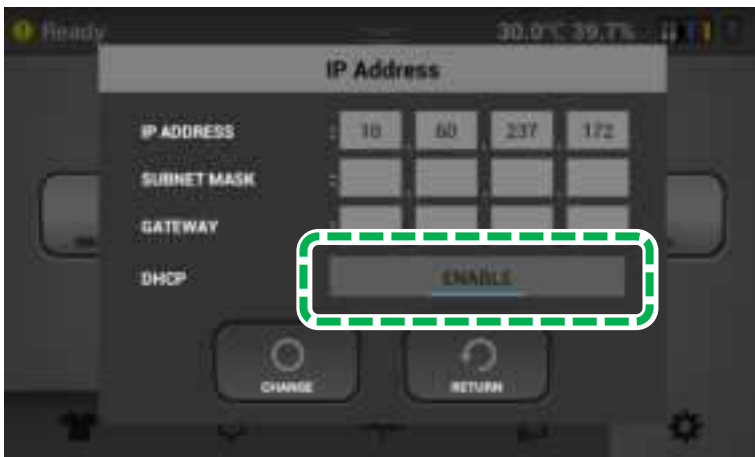 Ready 30.0°C 39.7%
IP Address
IP ADDRESS : 10 . 60 . 237 . 172
SUBNET MASK :
GATEWAY :
DHCP ENABLE
CHANGE RETURN